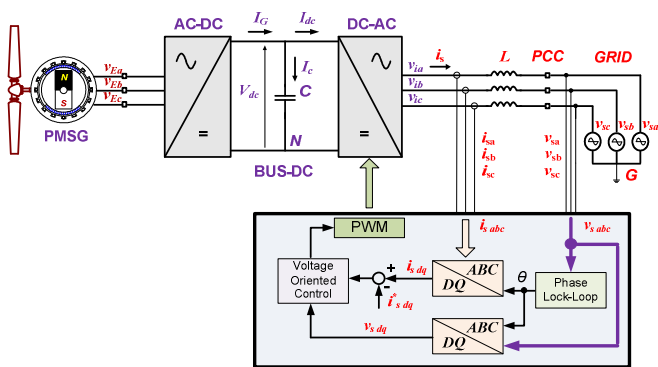 AC-DC
I_G
I_dc
DC-AC
v_Ea
v_Eb
v_Ec
N
S
PMSG
=
V_dc
I_c
C
N
BUS-DC
=
i_s
v_ia
v_ib
v_ic
L
PCC
GRID
v_sc
v_sb
v_sa
G
i_sa
i_sb
i_sc
v_sa
v_sb
v_sc
i_s abc
v_s abc
PWM
Voltage
Oriented
Control
i_s dq
+
-
i*_s dq
ABC
DQ
θ
Phase
Lock-Loop
v_s dq
ABC
DQ